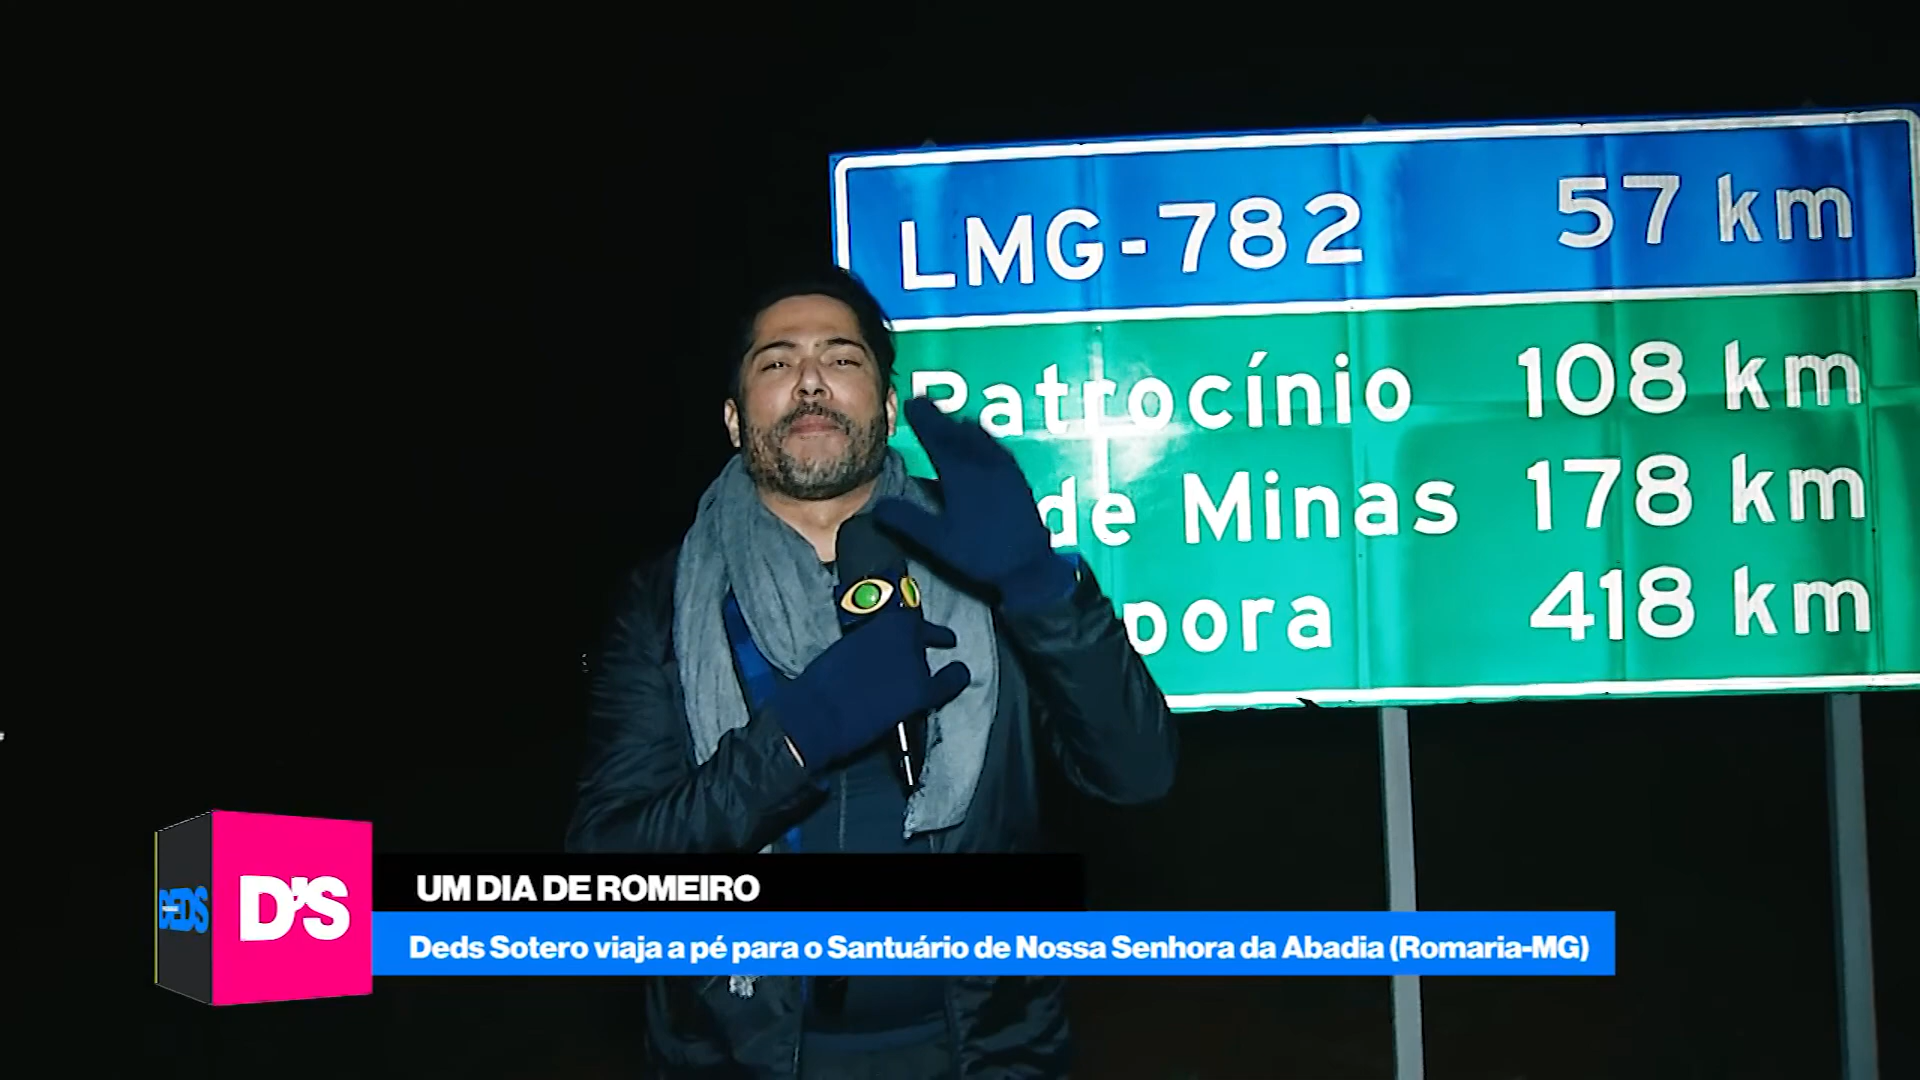 LMG-782 57 km
Patrocínio 108 km
de Minas 178 km
418 km
DEDS
D'S
UM DIA DE ROMEIRO
Deds Sotero viaja a pé para o Santuário de Nossa Senhora da Abadia (Romaria-MG)